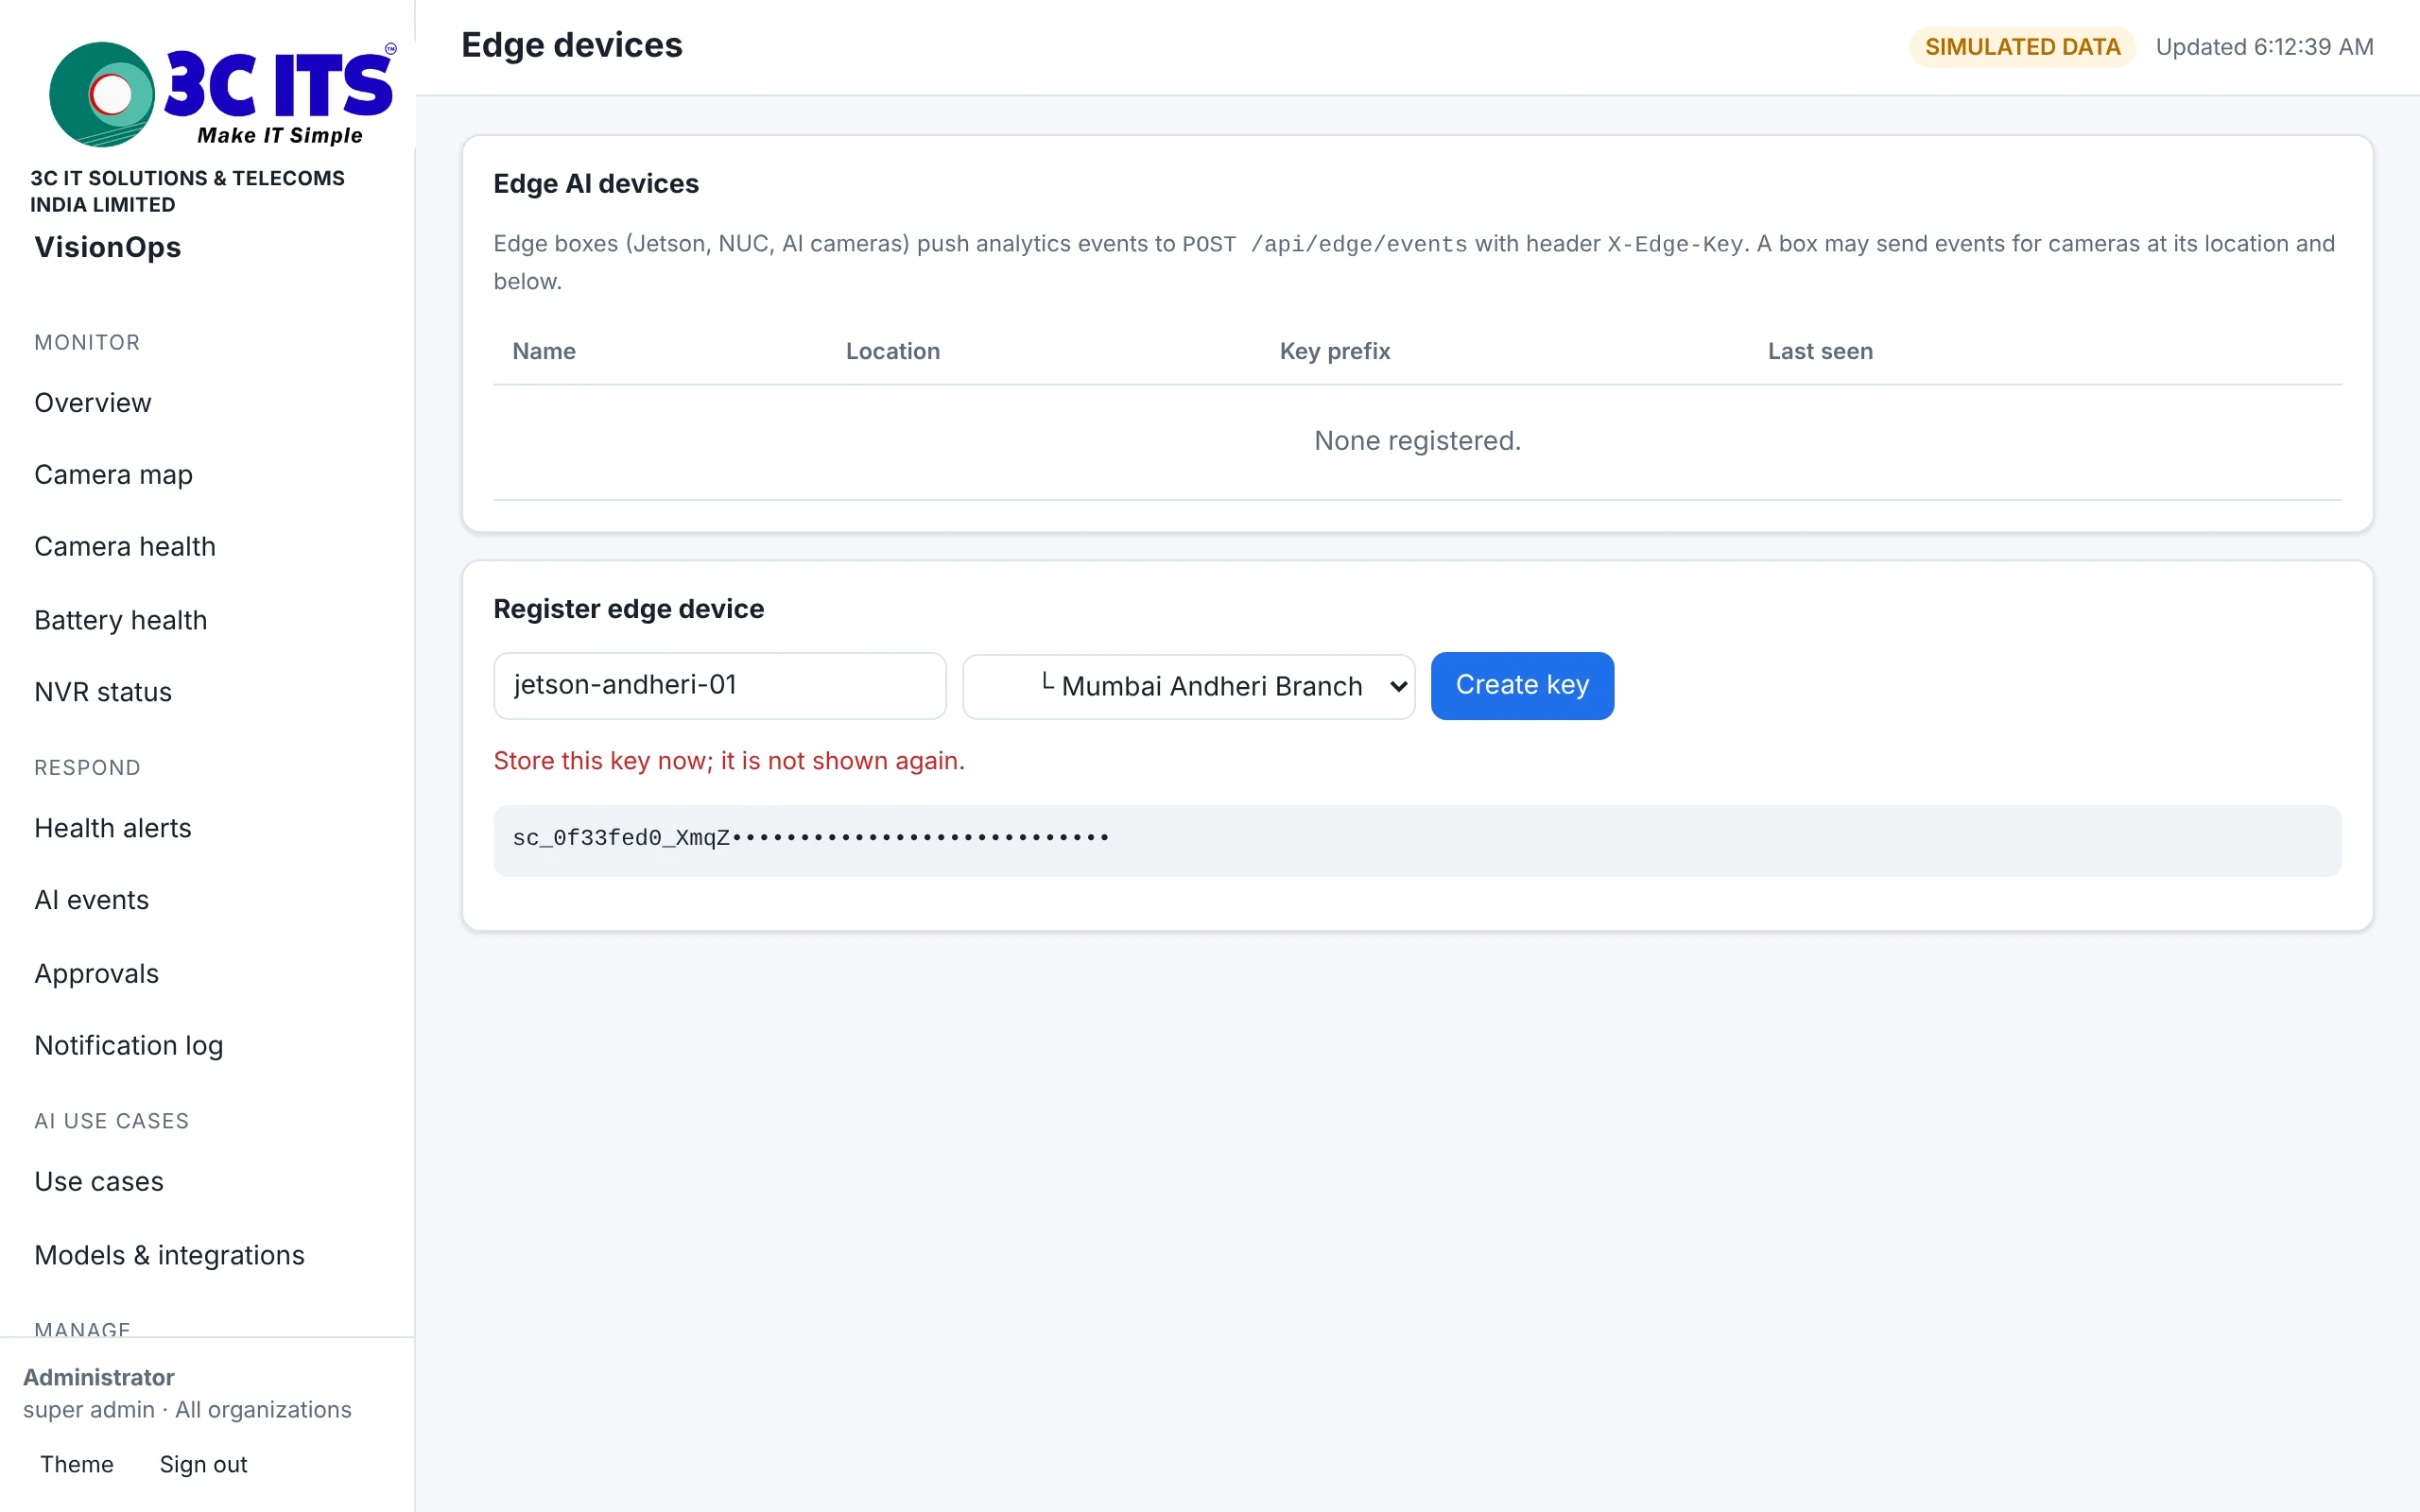 3C ITS TM
Make IT Simple
3C IT SOLUTIONS & TELECOMS
INDIA LIMITED
VisionOps
MONITOR
Overview
Camera map
Camera health
Battery health
NVR status
RESPOND
Health alerts
AI events
Approvals
Notification log
AI USE CASES
Use cases
Models & integrations
MANAGE
Administrator
super admin · All organizations
Theme Sign out
Edge devices
SIMULATED DATA Updated 6:12:39 AM
Edge AI devices
Edge boxes (Jetson, NUC, AI cameras) push analytics events to POST /api/edge/events with header X-Edge-Key. A box may send events for cameras at its location and
below.
Name Location Key prefix Last seen
None registered.
Register edge device
jetson-andheri-01 └ Mumbai Andheri Branch Create key
Store this key now; it is not shown again.
sc_0f33fed0_XmqZ••••••••••••••••••••••••••••